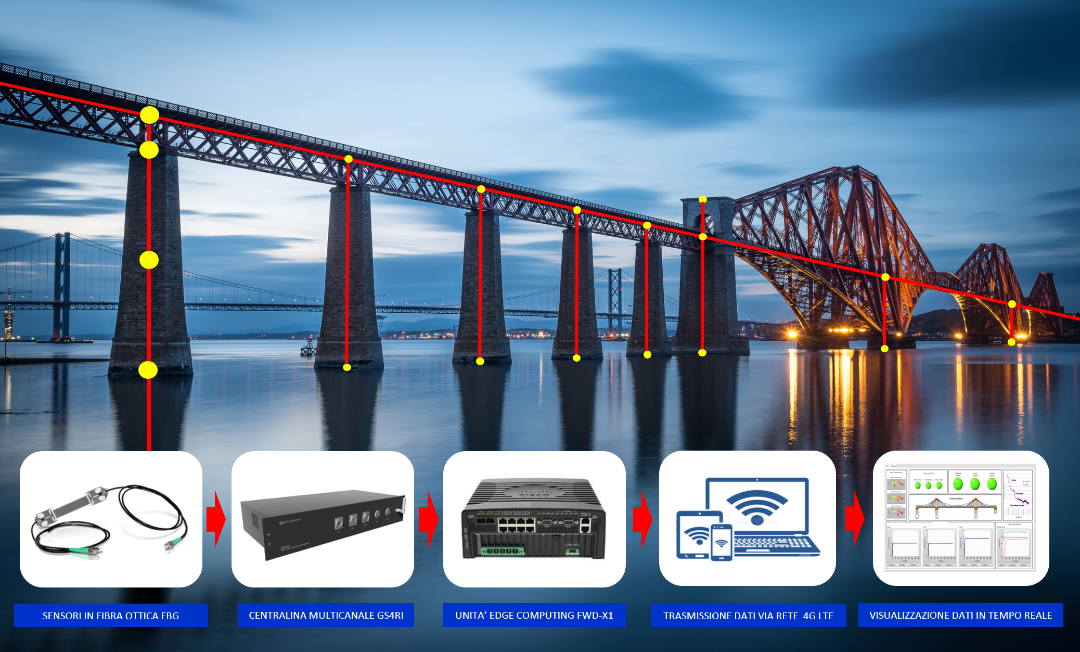 SENSORI IN FIBRA OTTICA FBG
CENTRALINA MULTICANALE GS4RI
UNITA' EDGE COMPUTING FWD-X1
TRASMISSIONE DATI VIA RETE 4G LTE
VISUALIZZAZIONE DATI IN TEMPO REALE